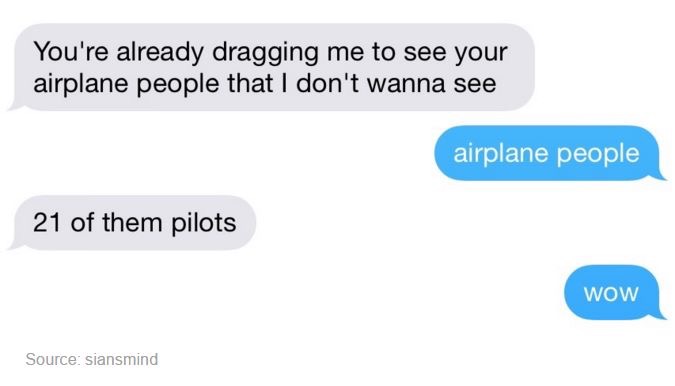 You're already dragging me to see your
airplane people that I don't wanna see
airplane people
21 of them pilots
wow
Source: siansmind